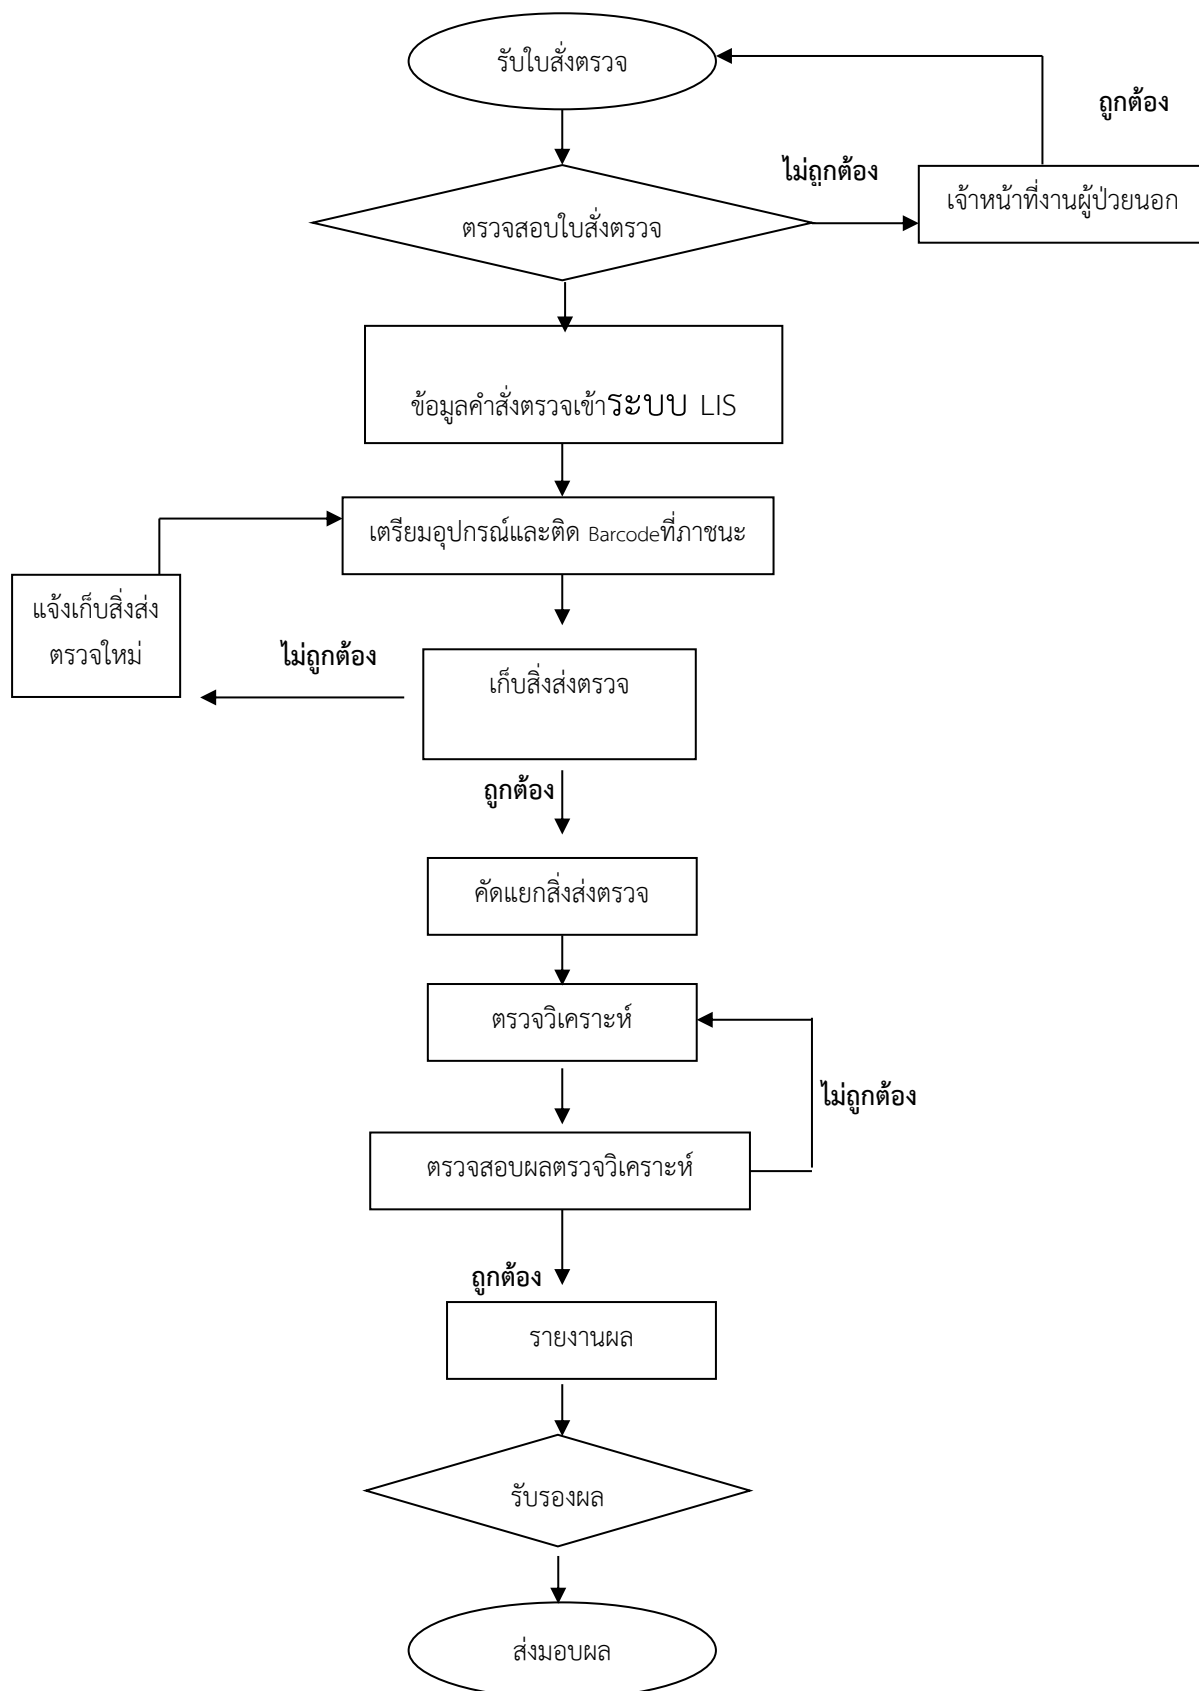 รับใบสั่งตรวจ
ถูกต้อง
ไม่ถูกต้อง
เจ้าหน้าที่งานผู้ป่วยนอก
ตรวจสอบใบสั่งตรวจ
ข้อมูลคำสั่งตรวจเข้าระบบ LIS
เตรียมอุปกรณ์และติด Barcodeที่ภาชนะ
แจ้งเก็บสิ่งส่ง
ตรวจใหม่
ไม่ถูกต้อง
เก็บสิ่งส่งตรวจ
ถูกต้อง
คัดแยกสิ่งส่งตรวจ
ตรวจวิเคราะห์
ไม่ถูกต้อง
ตรวจสอบผลตรวจวิเคราะห์
ถูกต้อง
รายงานผล
รับรองผล
ส่งมอบผล